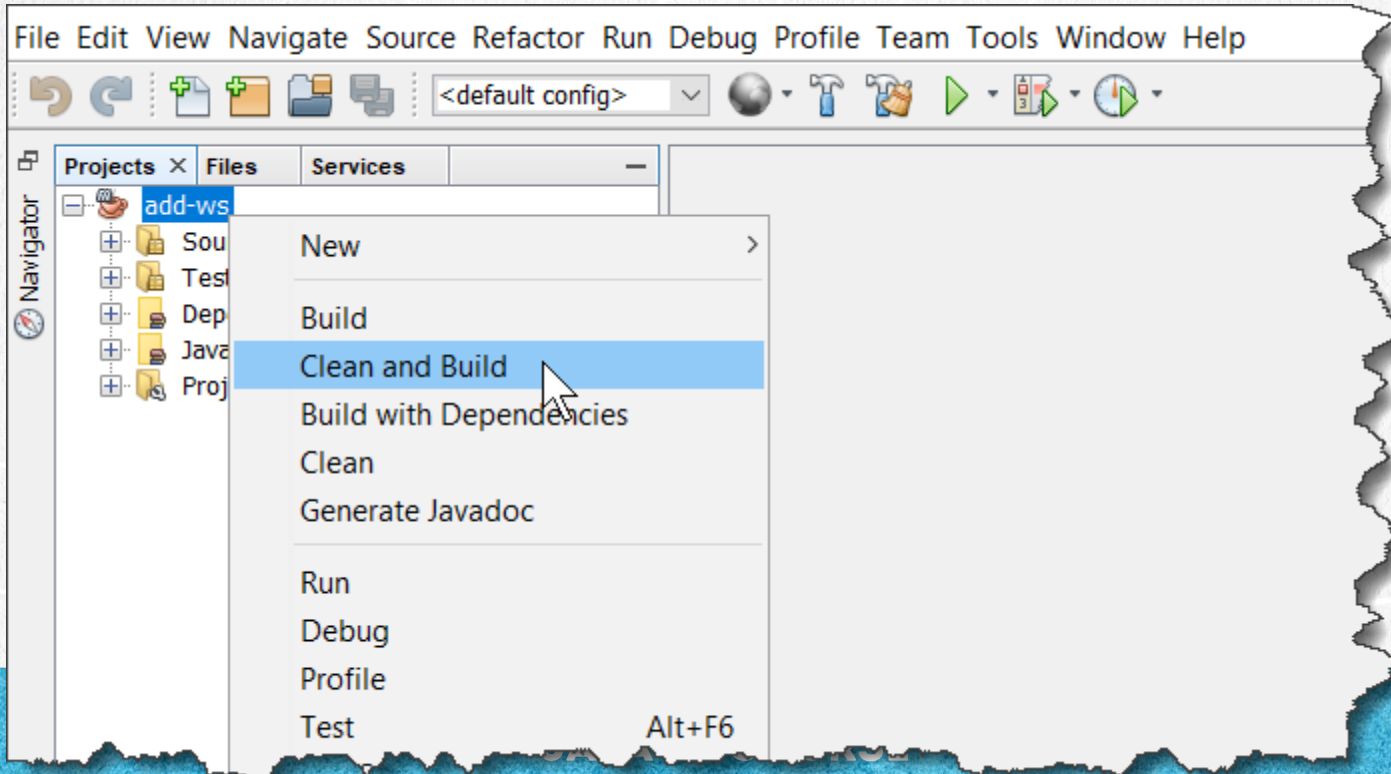 File Edit View Navigate Source Refactor Run Debug Profile Team Tools Window Help
<default config>
Projects Files Services
Navigator
add-ws
Sou
Test
Dep
Java
Proj
New
Build
Clean and Build
Build with Dependencies
Clean
Generate Javadoc
Run
Debug
Profile
Test Alt+F6